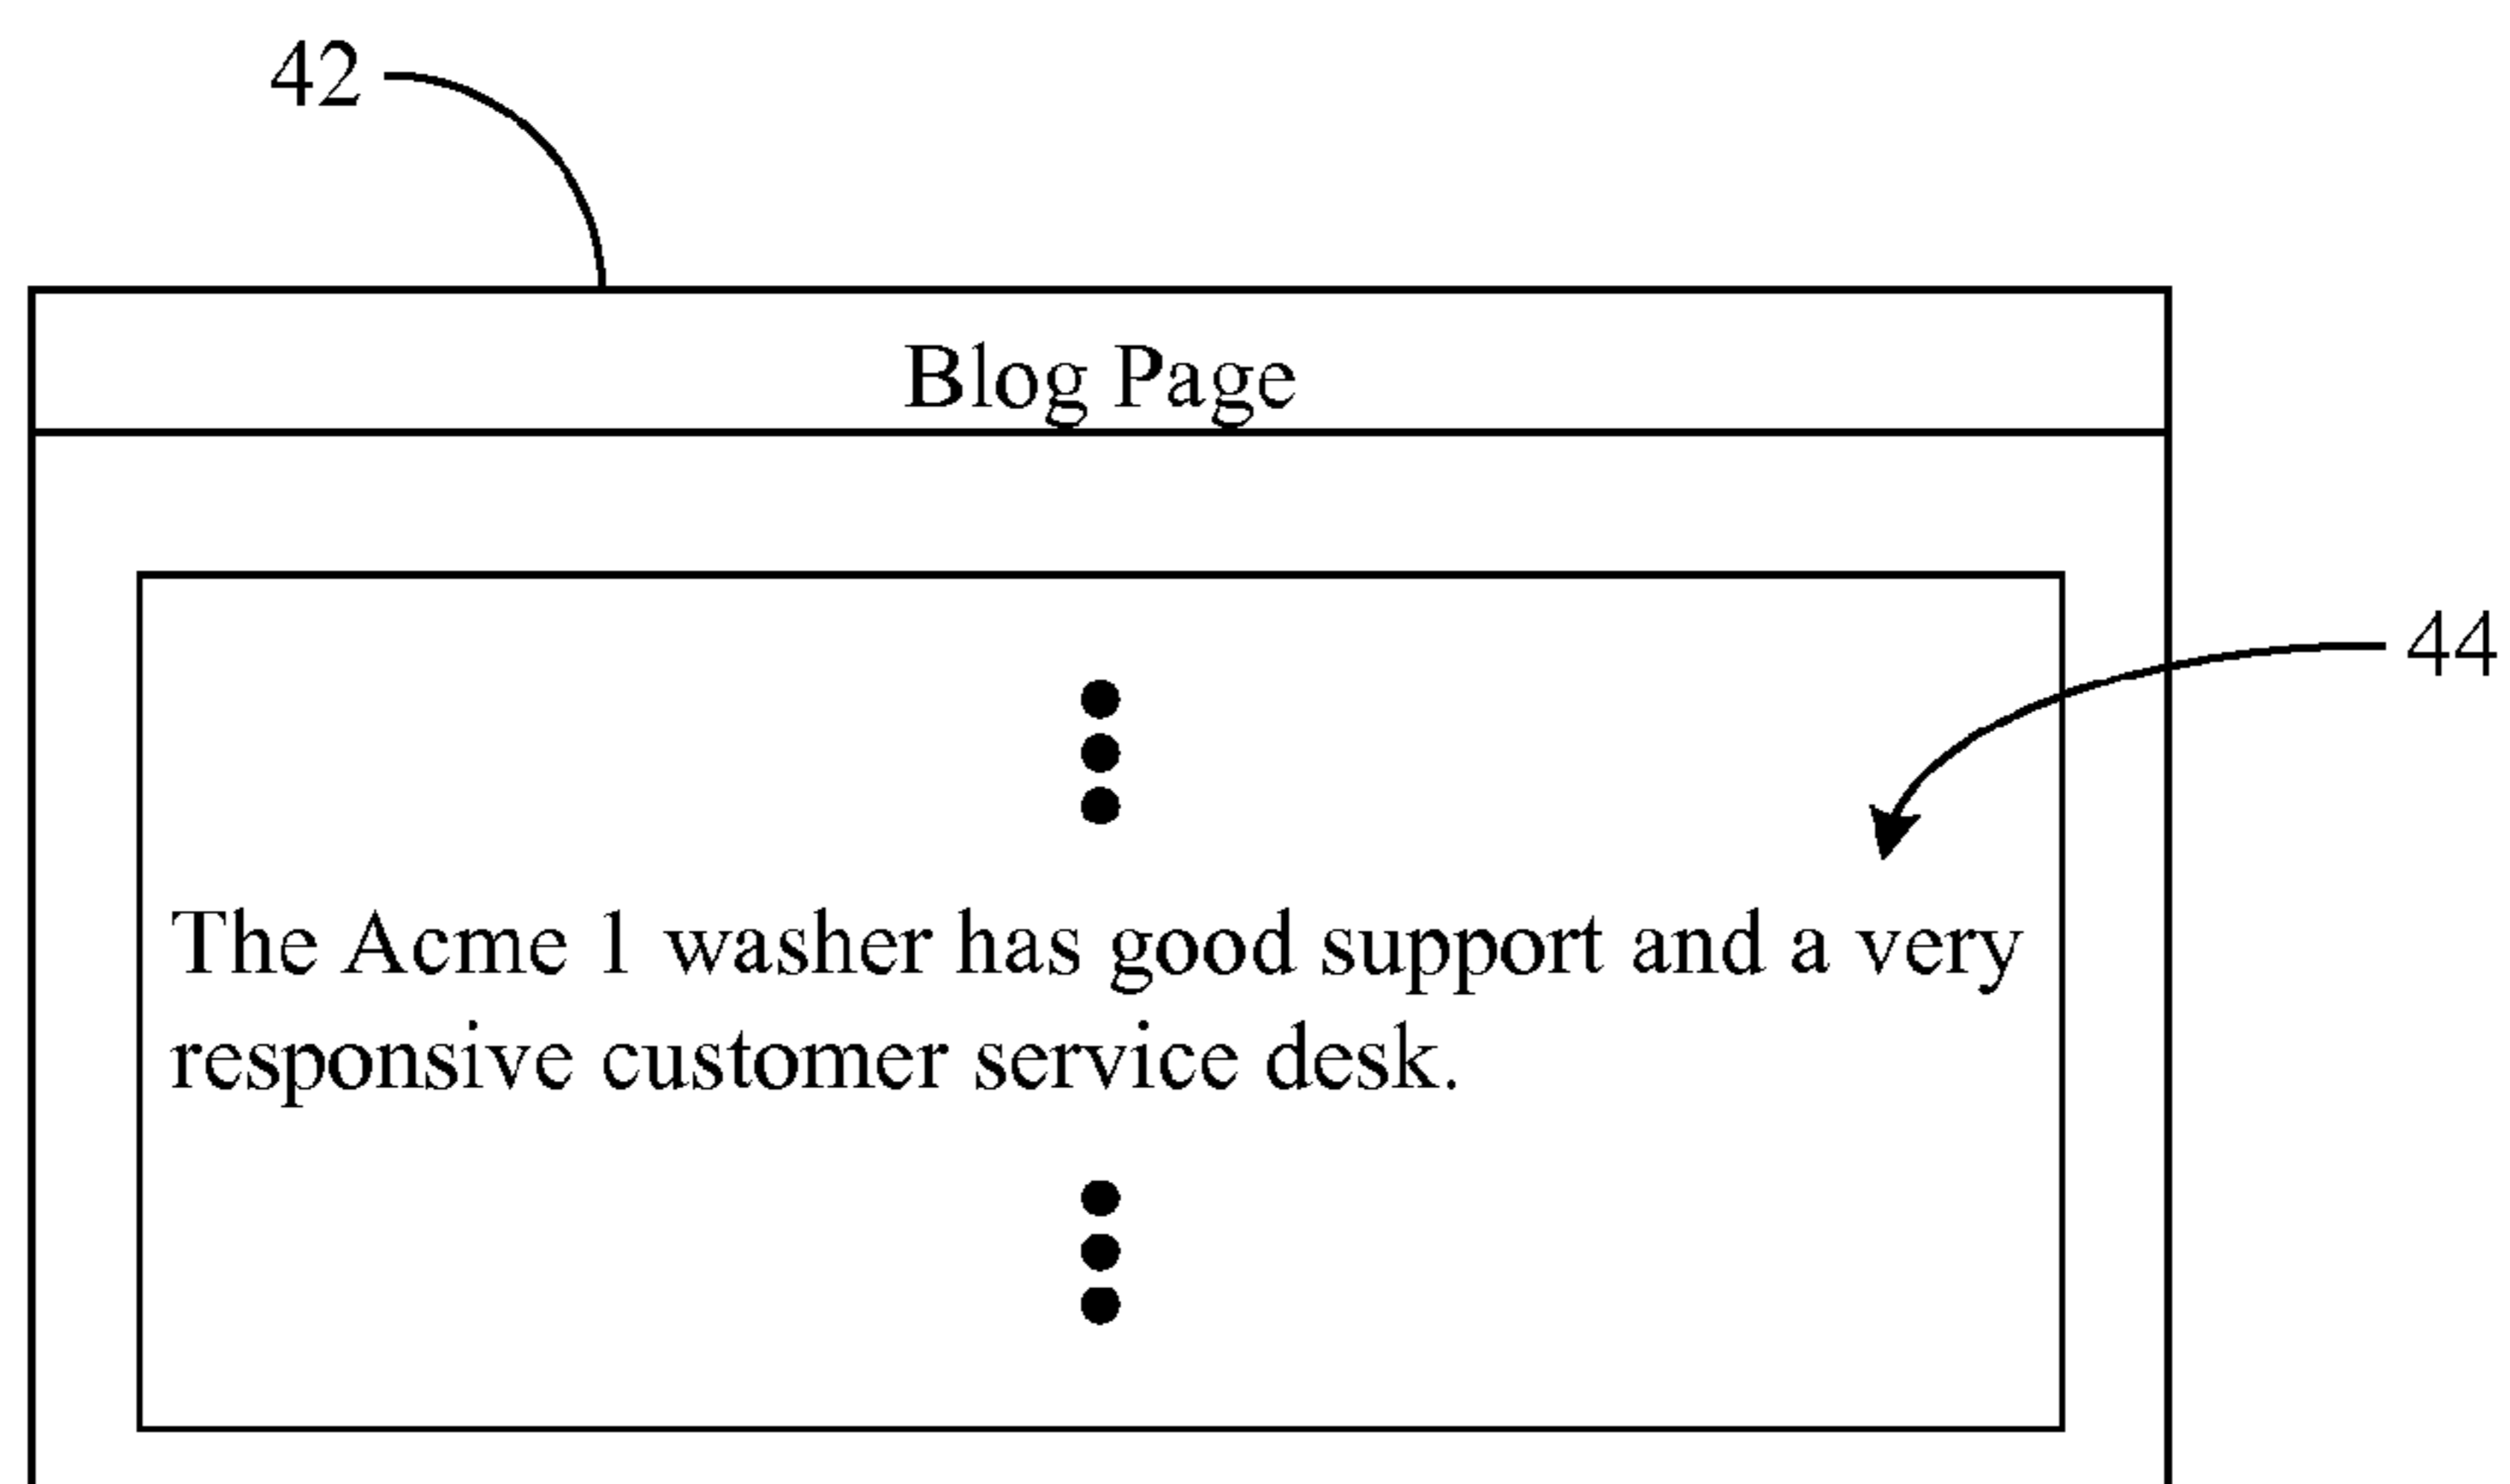 42
Blog Page
44
The Acme 1 washer has good support and a very
responsive customer service desk.